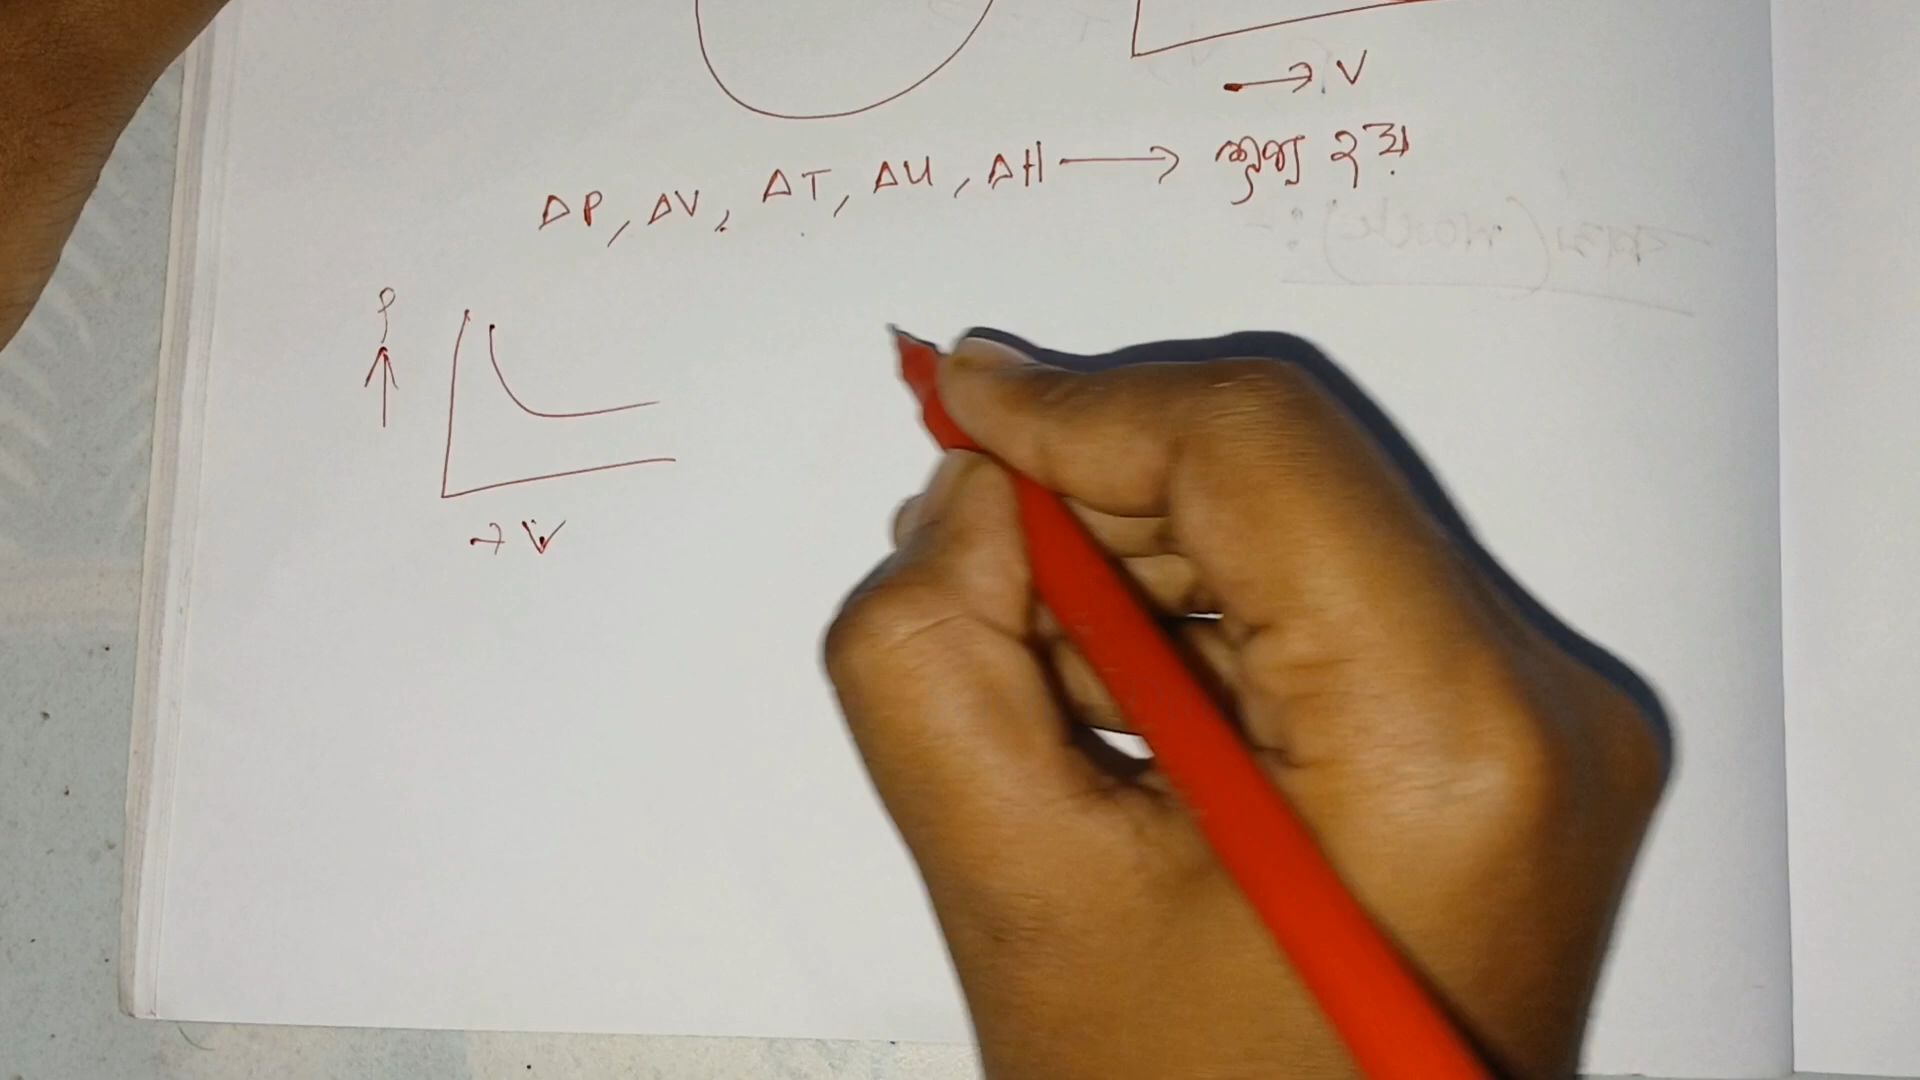 → V
ΔP, ΔV, ΔT, ΔU, ΔH ⟶ শূন্য হয়
P
↑
→ V